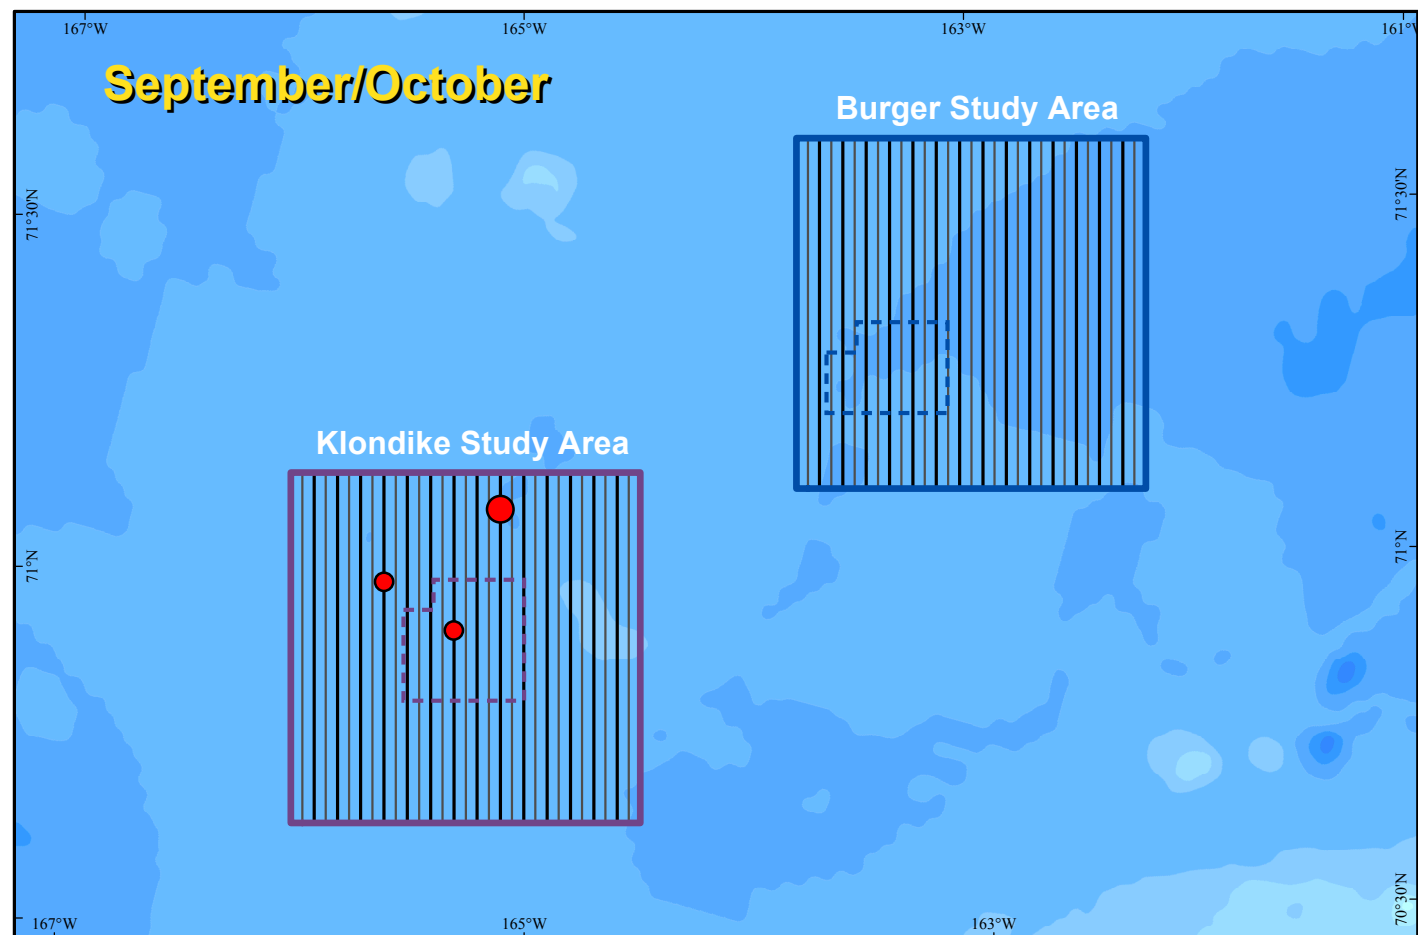 167°W
165°W
163°W
161°W
September/October
Burger Study Area
71°30'N
71°30'N
Klondike Study Area
71°N
71°N
70°30'N
167°W
165°W
163°W